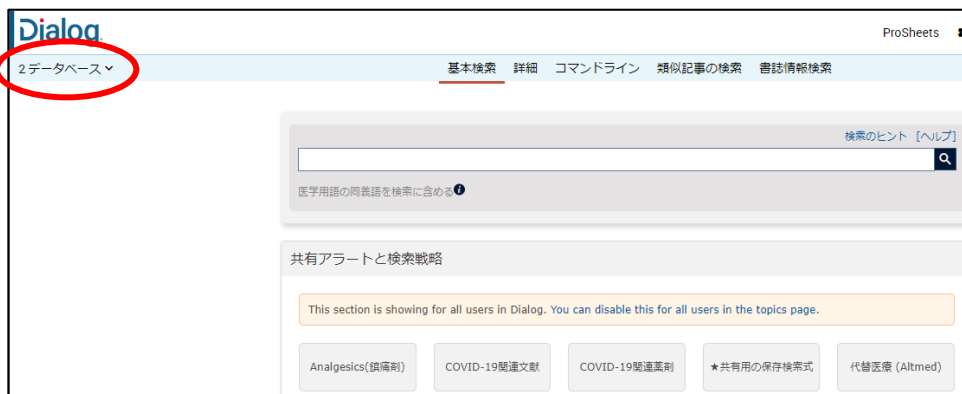 Dialog
ProSheets
2データベース
基本検索 詳細 コマンドライン 類似記事の検索 書誌情報検索
検索のヒント [ヘルプ]
医学用語の同義語を検索に含める
共有アラートと検索戦略
This section is showing for all users in Dialog. You can disable this for all users in the topics page.
Analgesics(鎮痛剤) COVID-19関連文献 COVID-19関連薬剤 ★共有用の保存検索式 代替医療 (Altmed)